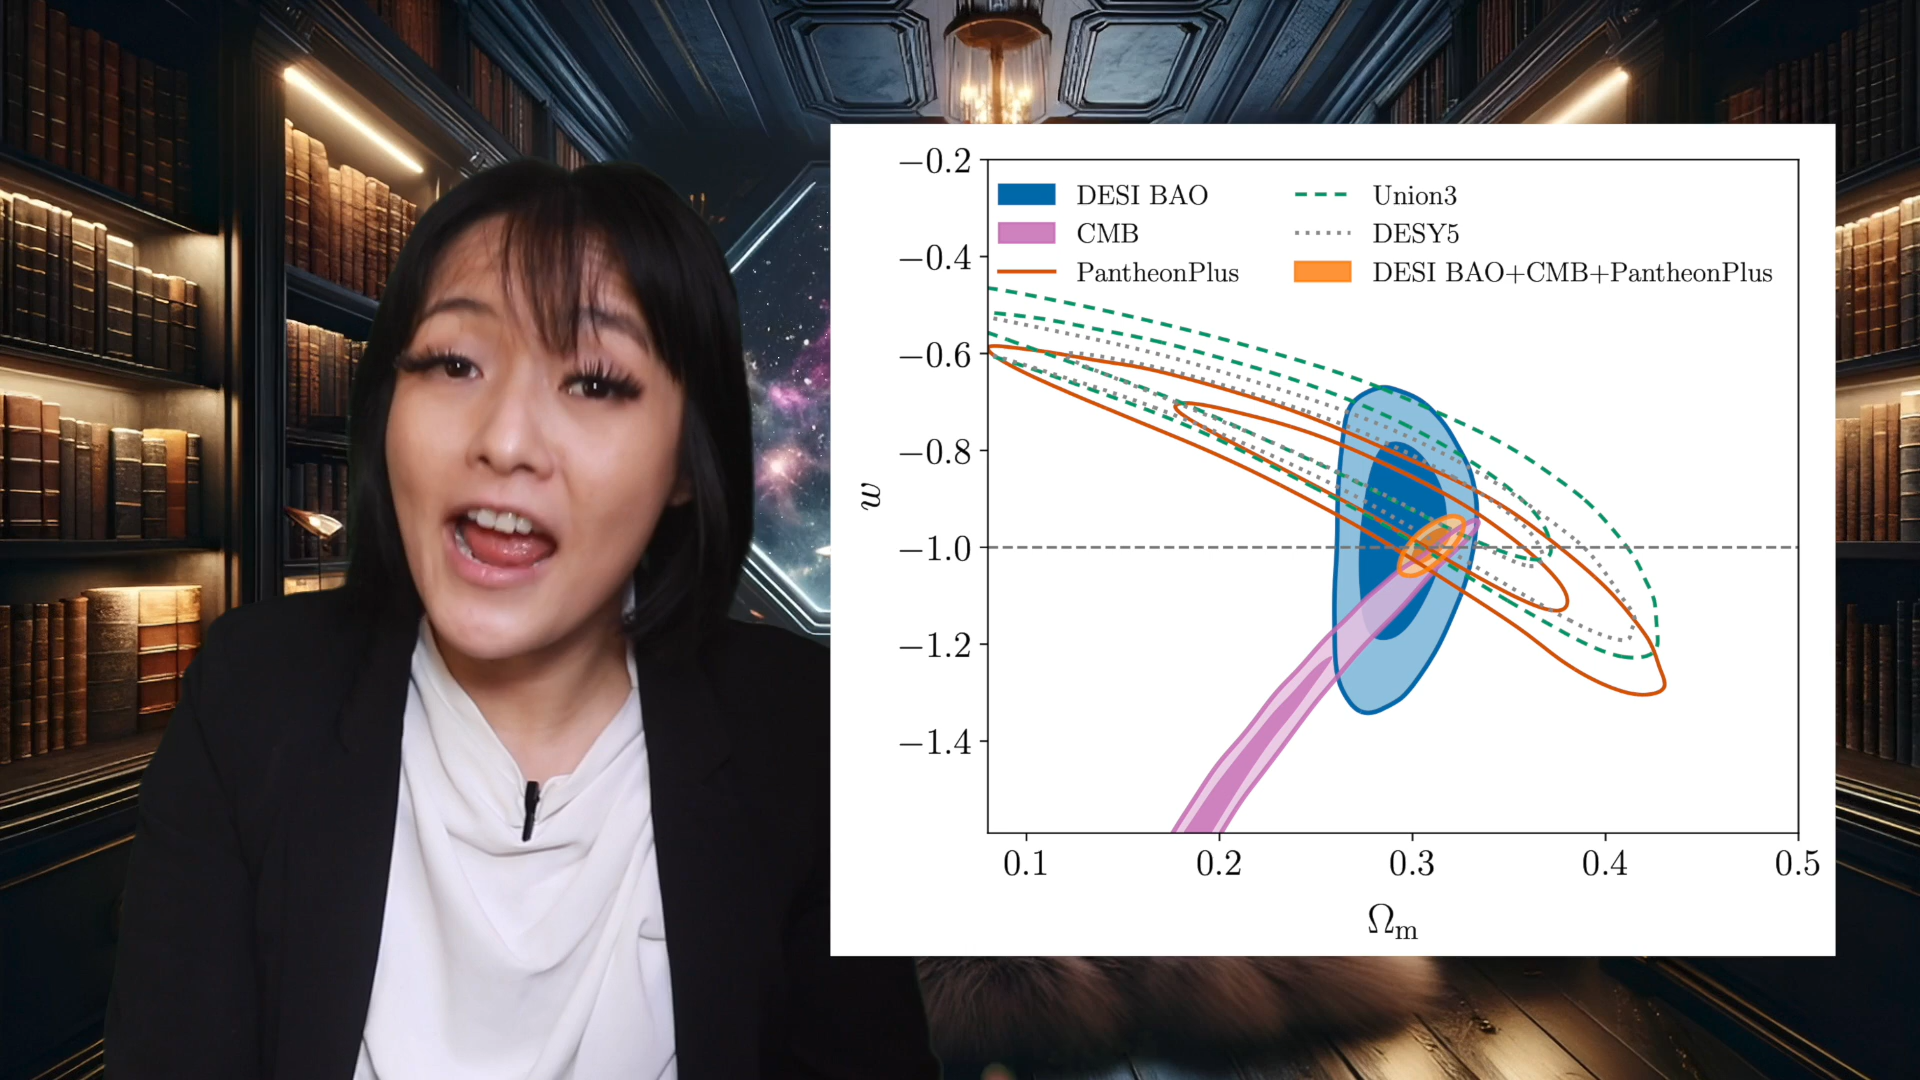 −0.2
−0.4
−0.6
−0.8
−1.0
−1.2
−1.4
w
DESI BAO
CMB
PantheonPlus
Union3
DESY5
DESI BAO+CMB+PantheonPlus
0.1 0.2 0.3 0.4 0.5
Ωm